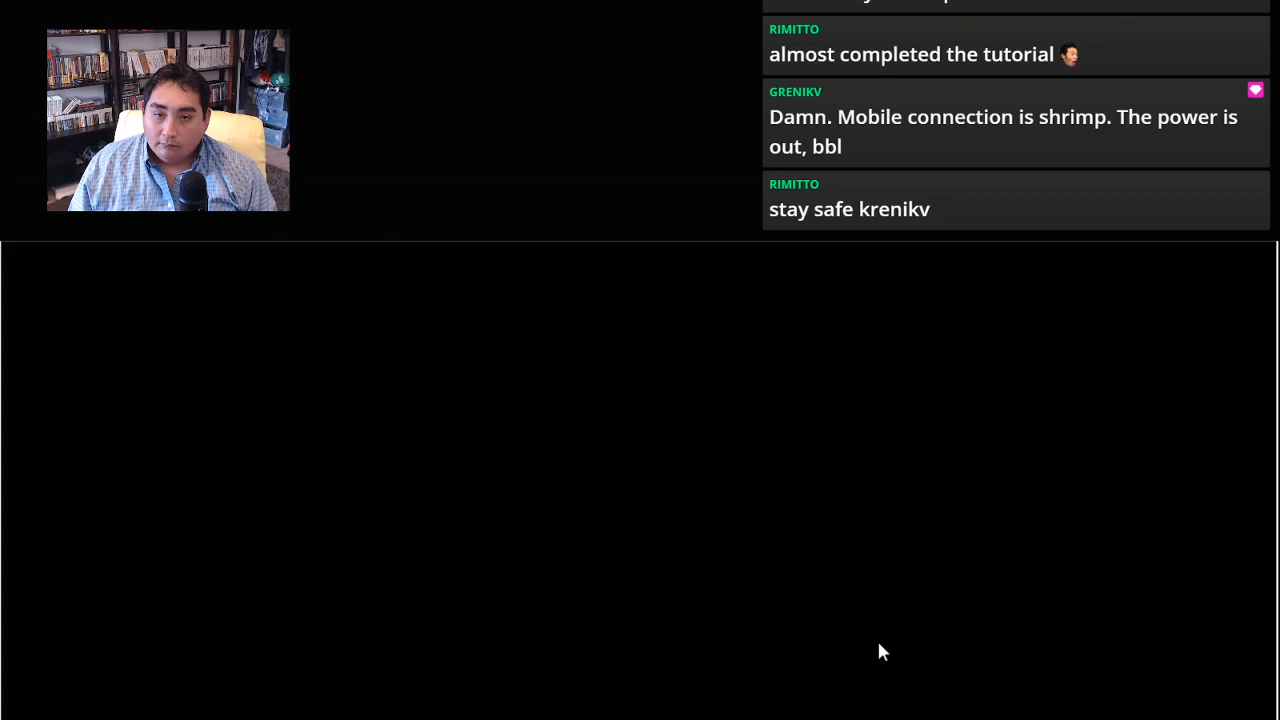 RIMITTO
almost completed the tutorial
GRENIKV
Damn. Mobile connection is shrimp. The power is
out, bbl
RIMITTO
stay safe krenikv